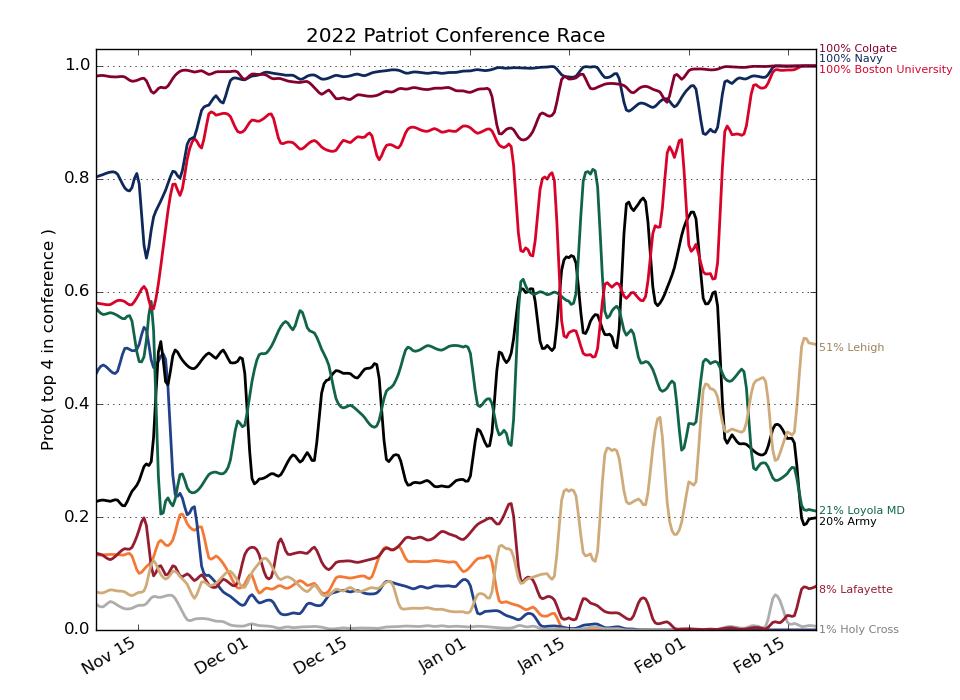 2022 Patriot Conference Race
Prob( top 4 in conference )
1.0
0.8
0.6
0.4
0.2
0.0
Nov 15
Dec 01
Dec 15
Jan 01
Jan 15
Feb 01
Feb 15
100% Colgate
100% Navy
100% Boston University
51% Lehigh
21% Loyola MD
20% Army
8% Lafayette
1% Holy Cross